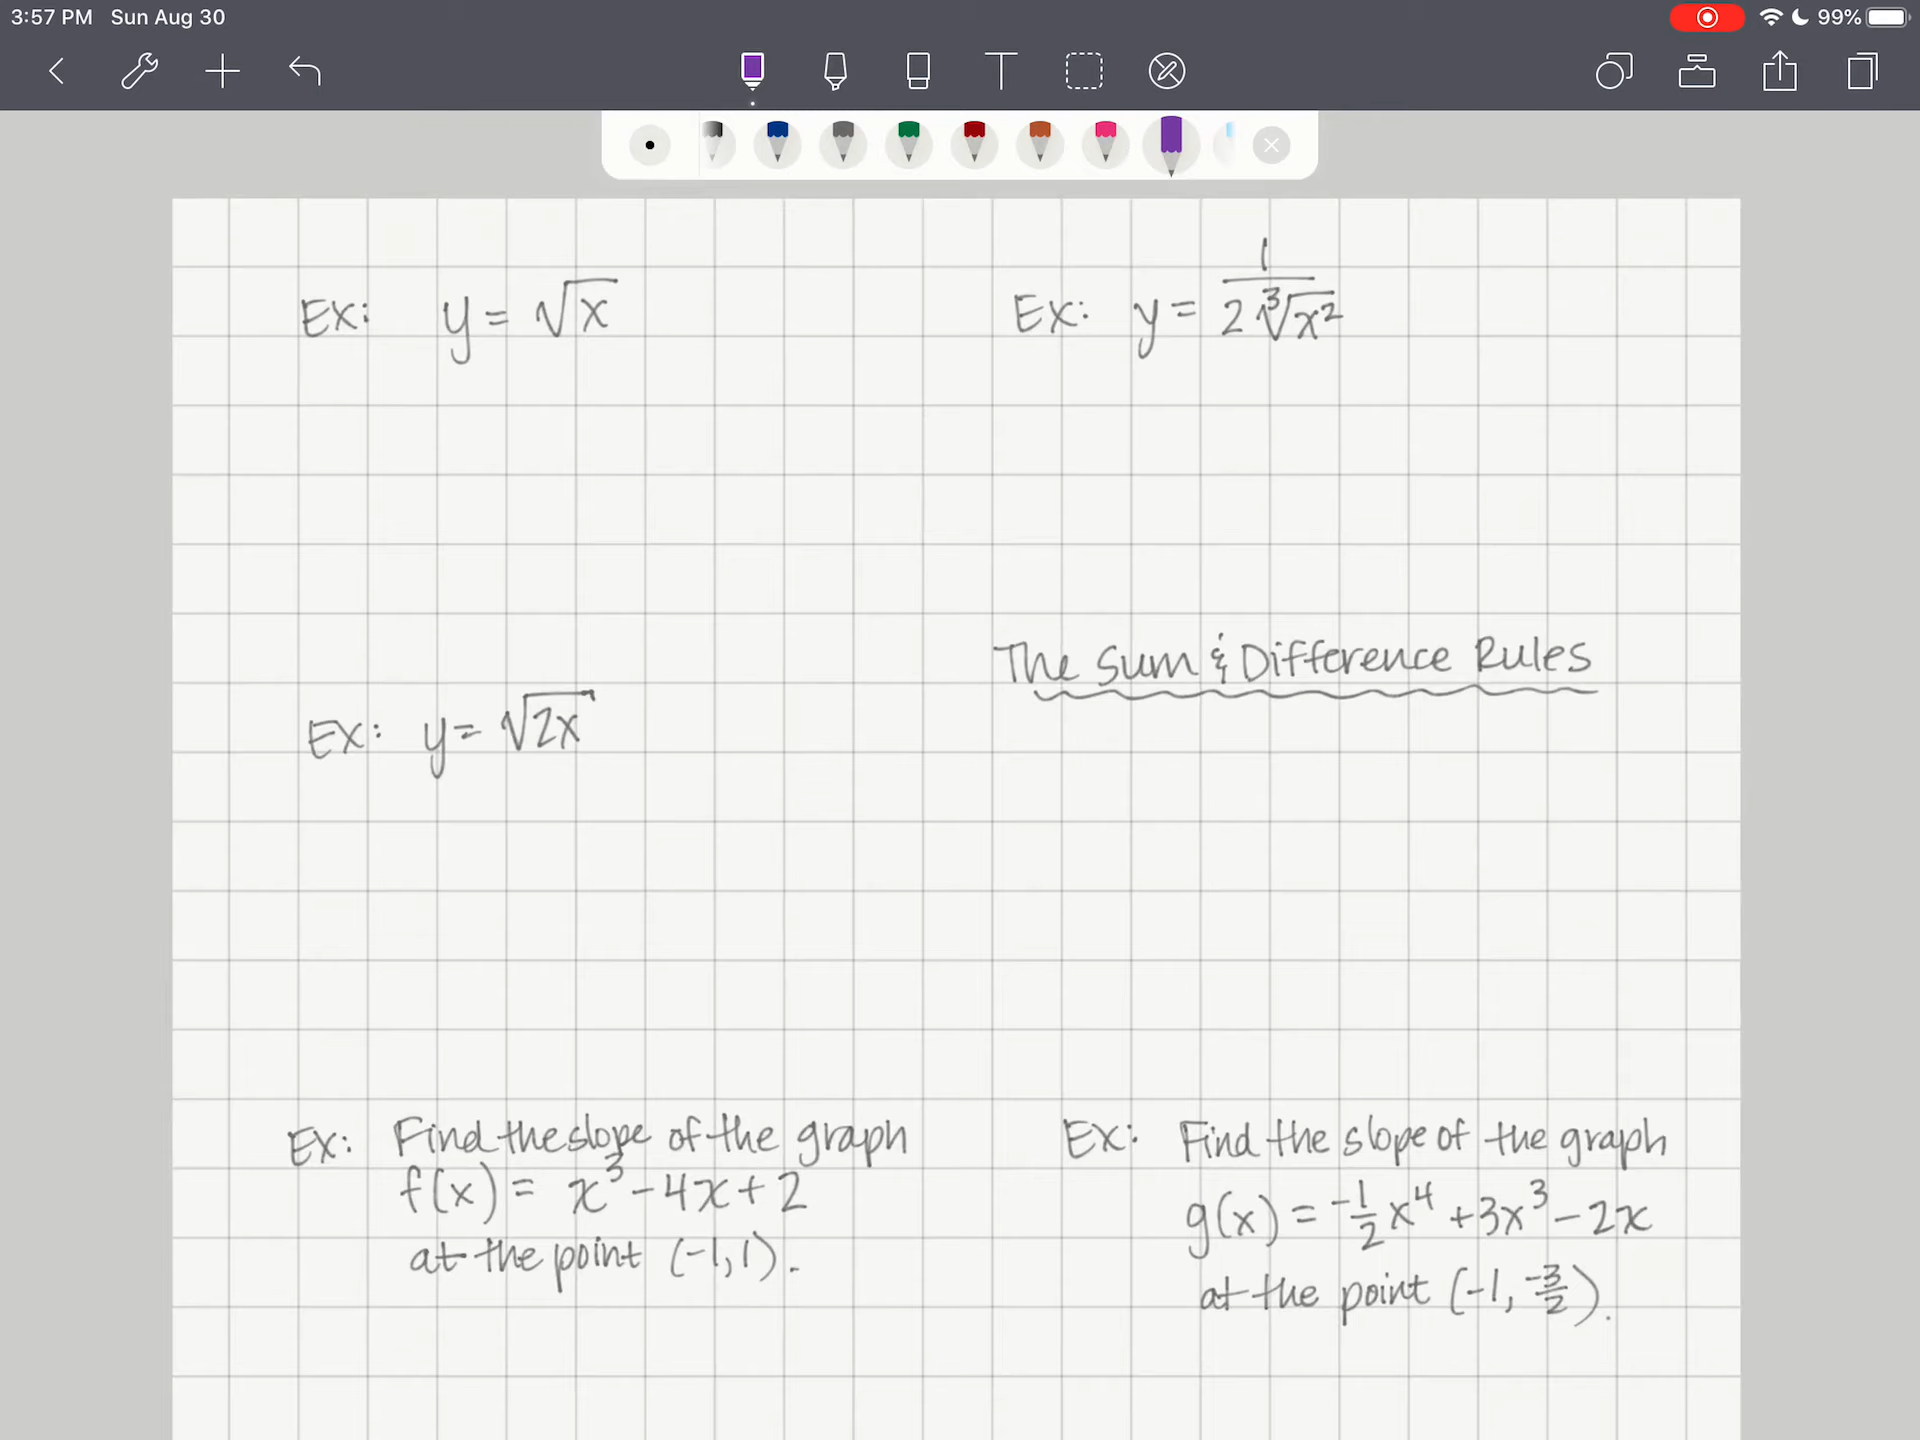 3:57 PM Sun Aug 30
99%
Ex: y = √x
Ex: y = 1/(2∛x²)
The Sum & Difference Rules
Ex: y = √2x
Ex: Find the slope of the graph
f(x) = x³ - 4x + 2
at the point (-1, 1).
Ex: Find the slope of the graph
g(x) = -1/2 x⁴ + 3x³ - 2x
at the point (-1, -3/2).